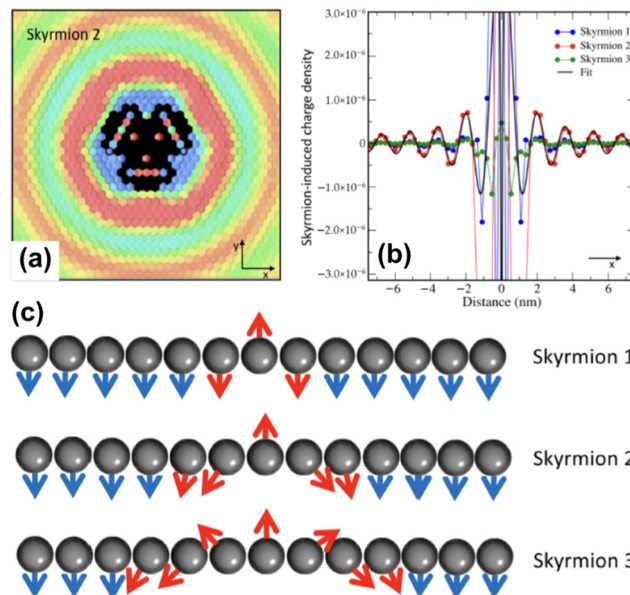 Skyrmion 2
(a)
y
x
Skyrmion-induced charge density
3.0×10⁻⁶
2.0×10⁻⁶
1.0×10⁻⁶
0
-1.0×10⁻⁶
-2.0×10⁻⁶
-3.0×10⁻⁶
Skyrmion 1
Skyrmion 2
Skyrmion 3
Fit
(b)
x
-6 -4 -2 0 2 4 6
Distance (nm)
(c)
Skyrmion 1
Skyrmion 2
Skyrmion 3